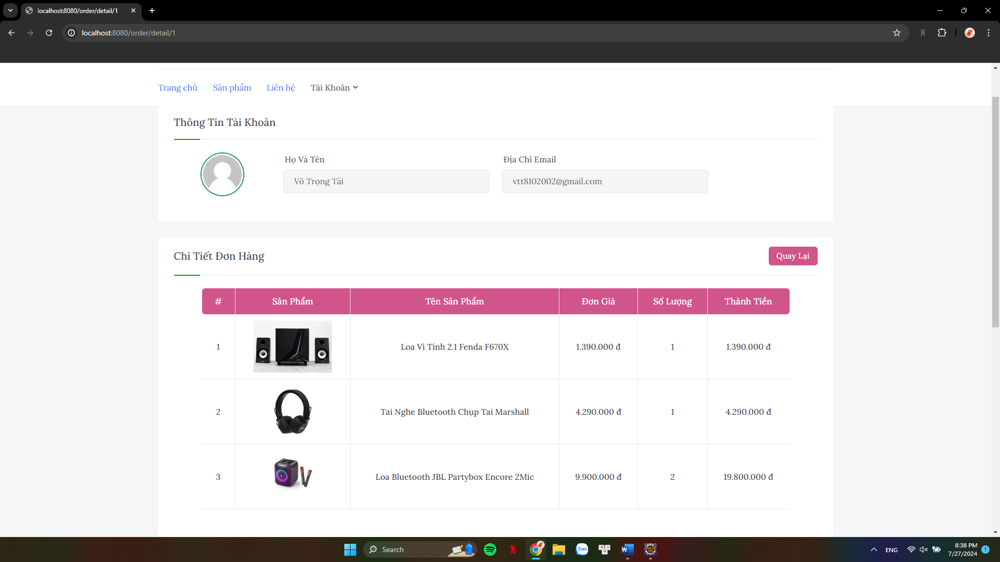 localhost:8080/order/detail/1
localhost:8080/order/detail/1
Trang chủ Sản phẩm Liên hệ Tài Khoản
Thông Tin Tài Khoản
Họ Và Tên Địa Chỉ Email
Võ Trọng Tài vtt8102002@gmail.com
Chi Tiết Đơn Hàng Quay Lại
# Sản Phẩm Tên Sản Phẩm Đơn Giá Số Lượng Thành Tiền
1 Loa Vi Tính 2.1 Fenda F670X 1.390.000 đ 1 1.390.000 đ
2 Tai Nghe Bluetooth Chụp Tai Marshall 4.290.000 đ 1 4.290.000 đ
3 Loa Bluetooth JBL Partybox Encore 2Mic 9.900.000 đ 2 19.800.000 đ
Search
Zalo
ENG
8:38 PM
7/27/2024
1